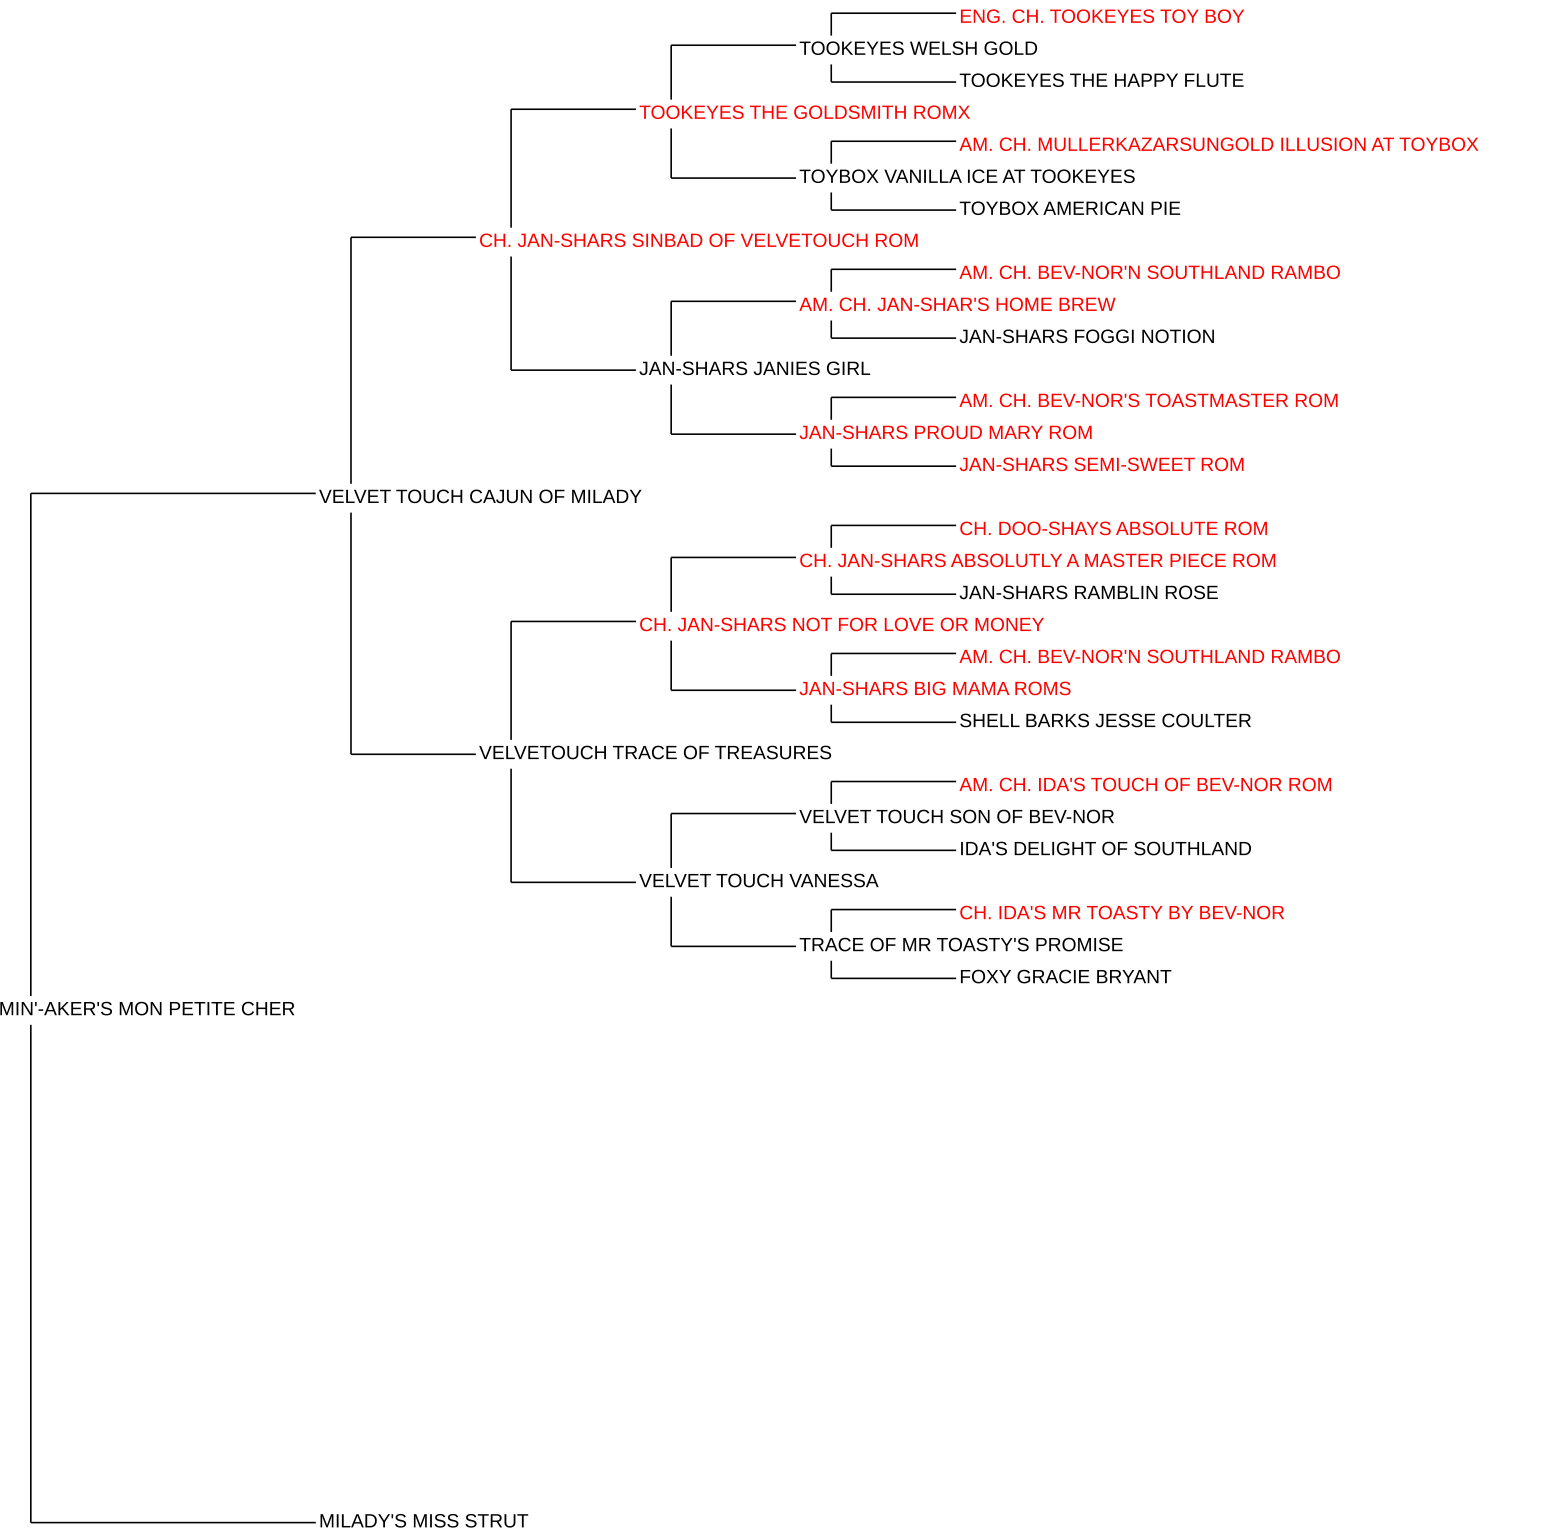 ENG. CH. TOOKEYES TOY BOY
TOOKEYES WELSH GOLD
TOOKEYES THE HAPPY FLUTE
TOOKEYES THE GOLDSMITH ROMX
AM. CH. MULLERKAZARSUNGOLD ILLUSION AT TOYBOX
TOYBOX VANILLA ICE AT TOOKEYES
TOYBOX AMERICAN PIE
CH. JAN-SHARS SINBAD OF VELVETOUCH ROM
AM. CH. BEV-NOR'N SOUTHLAND RAMBO
AM. CH. JAN-SHAR'S HOME BREW
JAN-SHARS FOGGI NOTION
JAN-SHARS JANIES GIRL
AM. CH. BEV-NOR'S TOASTMASTER ROM
JAN-SHARS PROUD MARY ROM
JAN-SHARS SEMI-SWEET ROM
VELVET TOUCH CAJUN OF MILADY
CH. DOO-SHAYS ABSOLUTE ROM
CH. JAN-SHARS ABSOLUTLY A MASTER PIECE ROM
JAN-SHARS RAMBLIN ROSE
CH. JAN-SHARS NOT FOR LOVE OR MONEY
AM. CH. BEV-NOR'N SOUTHLAND RAMBO
JAN-SHARS BIG MAMA ROMS
SHELL BARKS JESSE COULTER
VELVETOUCH TRACE OF TREASURES
AM. CH. IDA'S TOUCH OF BEV-NOR ROM
VELVET TOUCH SON OF BEV-NOR
IDA'S DELIGHT OF SOUTHLAND
VELVET TOUCH VANESSA
CH. IDA'S MR TOASTY BY BEV-NOR
TRACE OF MR TOASTY'S PROMISE
FOXY GRACIE BRYANT
MIN'-AKER'S MON PETITE CHER
MILADY'S MISS STRUT